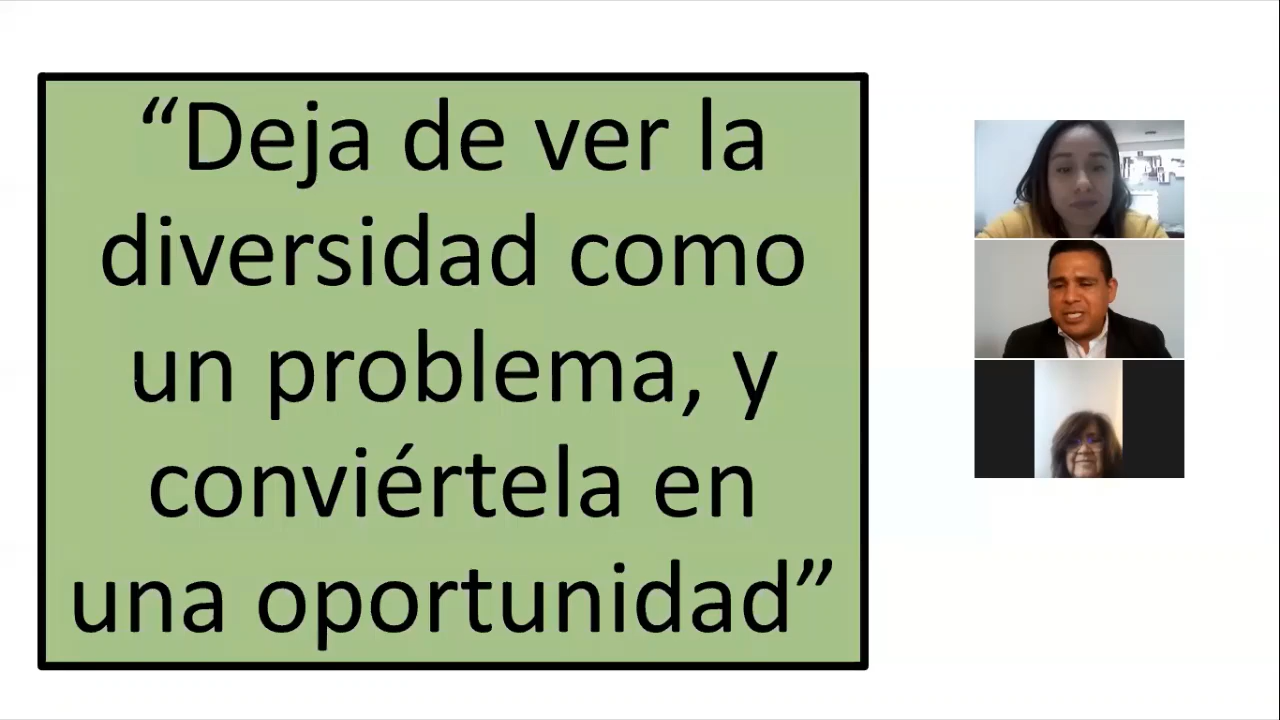 “Deja de ver la
diversidad como
un problema, y
conviértela en
una oportunidad”